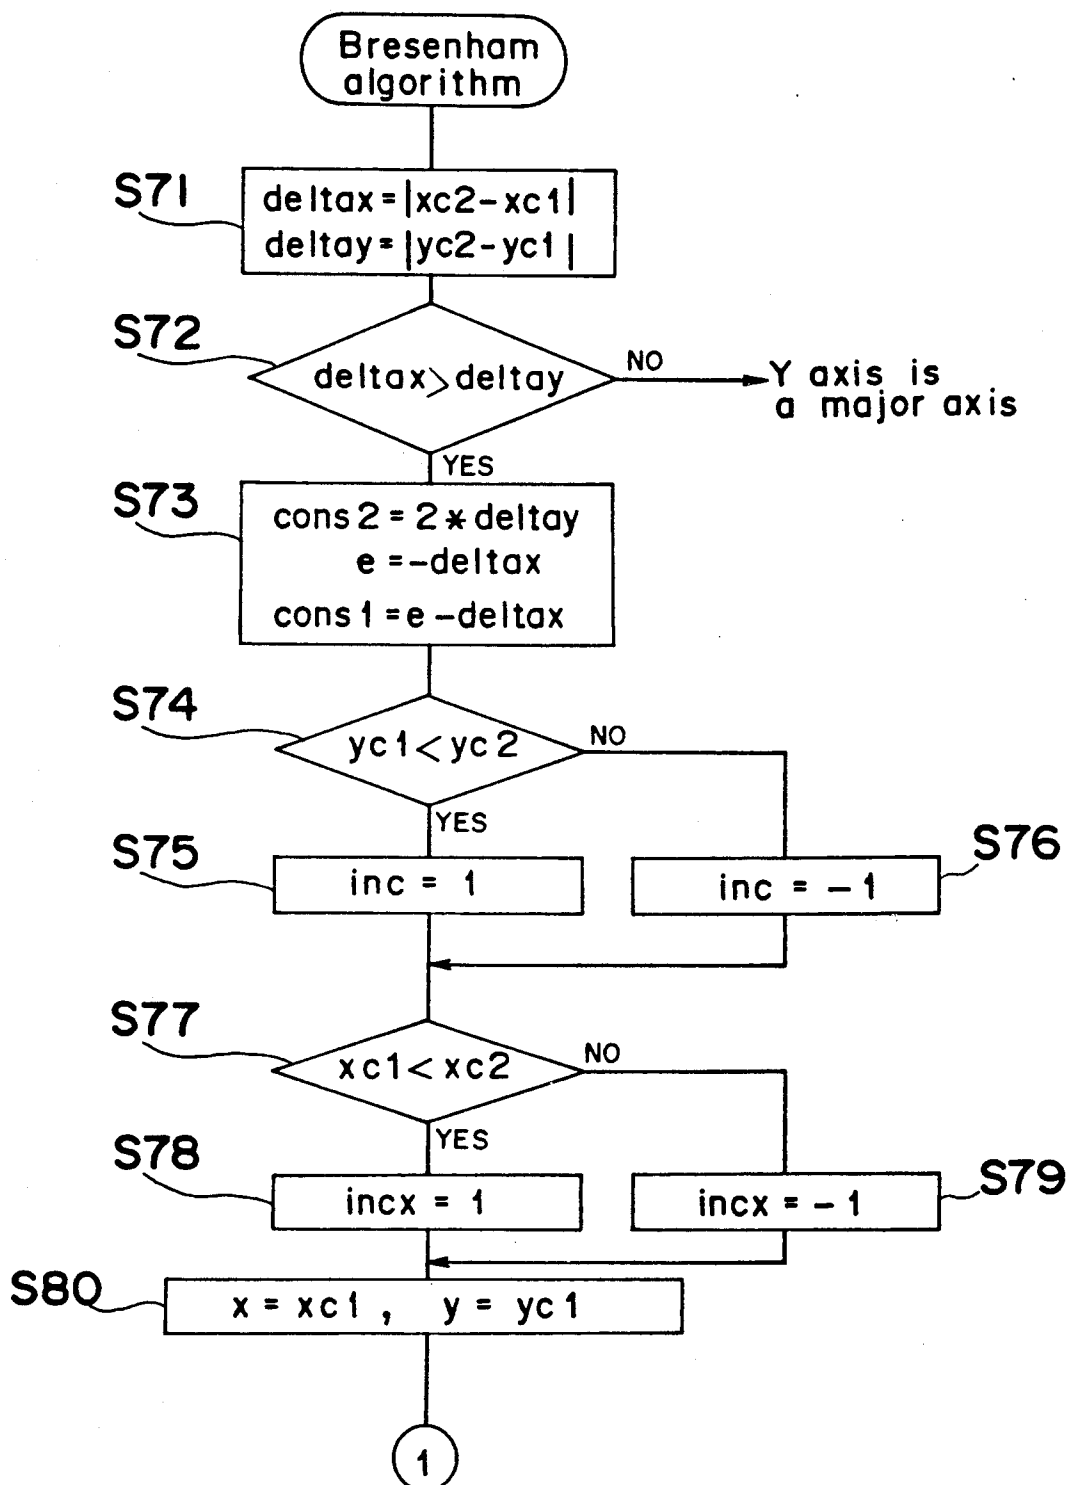 Bresenham
algorithm
S71
deltax=|xc2-xc1|
deltay=|yc2-yc1|
S72
deltax>deltay
NO
Y axis is
a major axis
YES
S73
cons2=2*deltay
e=-deltax
cons1=e-deltax
S74
yc1<yc2
NO
YES
S75
inc = 1
S76
inc = -1
S77
xc1<xc2
NO
YES
S78
incx = 1
S79
incx = -1
S80
x = xc1 , y = yc1
1